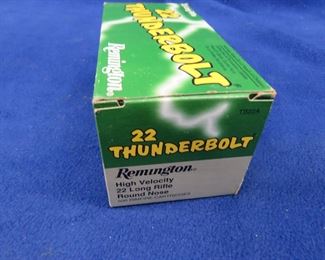 22
THUNDERBOLT
Remington
22
THUNDERBOLT
Remington
High Velocity
22 Long Rifle
Round Nose